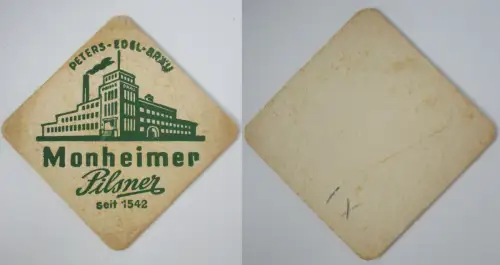 PETERS-EDEL-BRÄU
Monheimer
Pilsner
seit 1542